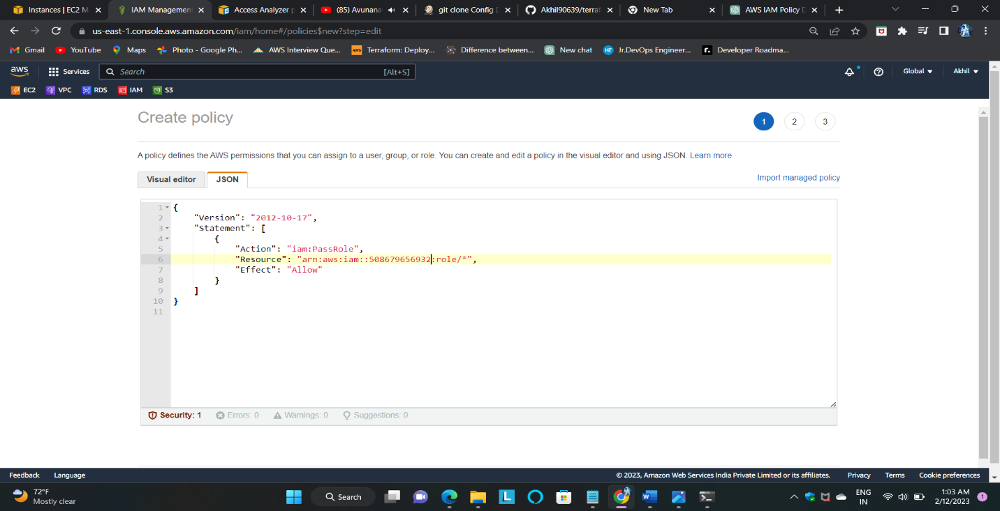 Instances | EC2 M
IAM Management
Access Analyzer p
(85) Avunana
git clone Config [
Akhil90639/terraf
New Tab
AWS IAM Policy D
us-east-1.console.aws.amazon.com/iam/home#/policies$new?step=edit
Gmail
YouTube
Maps
Photo - Google Ph...
AWS Interview Que...
Terraform: Deploy...
Difference between...
New chat
Jr.DevOps Engineer...
Developer Roadma...
aws
Services
Search
[Alt+S]
Global
Akhil
EC2
VPC
RDS
IAM
S3
Create policy
1
2
3
A policy defines the AWS permissions that you can assign to a user, group, or role. You can create and edit a policy in the visual editor and using JSON. Learn more
Visual editor
JSON
Import managed policy
1 {
2 "Version": "2012-10-17",
3 "Statement": [
4 {
5 "Action": "iam:PassRole",
6 "Resource": "arn:aws:iam::508679656932:role/*",
7 "Effect": "Allow"
8 }
9 ]
10 }
11
Security: 1
Errors: 0
Warnings: 0
Suggestions: 0
Feedback
Language
© 2023, Amazon Web Services India Private Limited or its affiliates.
Privacy
Terms
Cookie preferences
72°F
Mostly clear
Search
ENG
IN
1:03 AM
2/12/2023
1